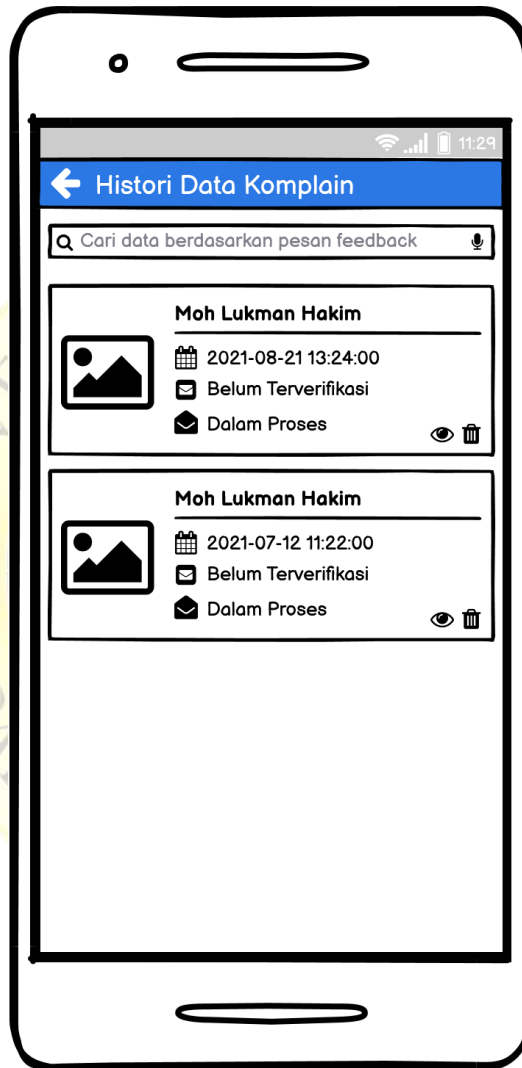 11:29
Histori Data Komplain
Cari data berdasarkan pesan feedback
Moh Lukman Hakim
2021-08-21 13:24:00
Belum Terverifikasi
Dalam Proses
Moh Lukman Hakim
2021-07-12 11:22:00
Belum Terverifikasi
Dalam Proses